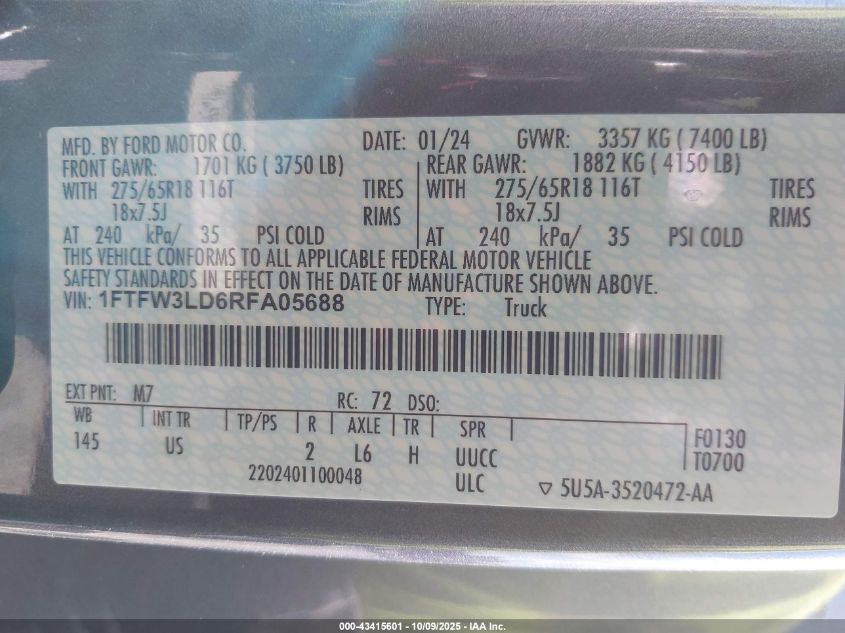 MFD. BY FORD MOTOR CO. DATE: 01/24 GVWR: 3357 KG ( 7400 LB)
FRONT GAWR: 1701 KG ( 3750 LB) REAR GAWR: 1882 KG ( 4150 LB)
WITH 275/65R18 116T TIRES WITH 275/65R18 116T TIRES
18x7.5J RIMS 18x7.5J RIMS
AT 240 kPa/ 35 PSI COLD AT 240 kPa/ 35 PSI COLD
THIS VEHICLE CONFORMS TO ALL APPLICABLE FEDERAL MOTOR VEHICLE
SAFETY STANDARDS IN EFFECT ON THE DATE OF MANUFACTURE SHOWN ABOVE.
VIN: 1FTFW3LD6RFA05688 TYPE: Truck
EXT PNT: M7 RC: 72 DSO:
WB INT TR TP/PS R AXLE TR SPR
145 US 2 L6 H UUCC F0130
2202401100048 ULC T0700
▽ 5U5A-3520472-AA
000-43415601 - 10/09/2025 - IAA Inc.